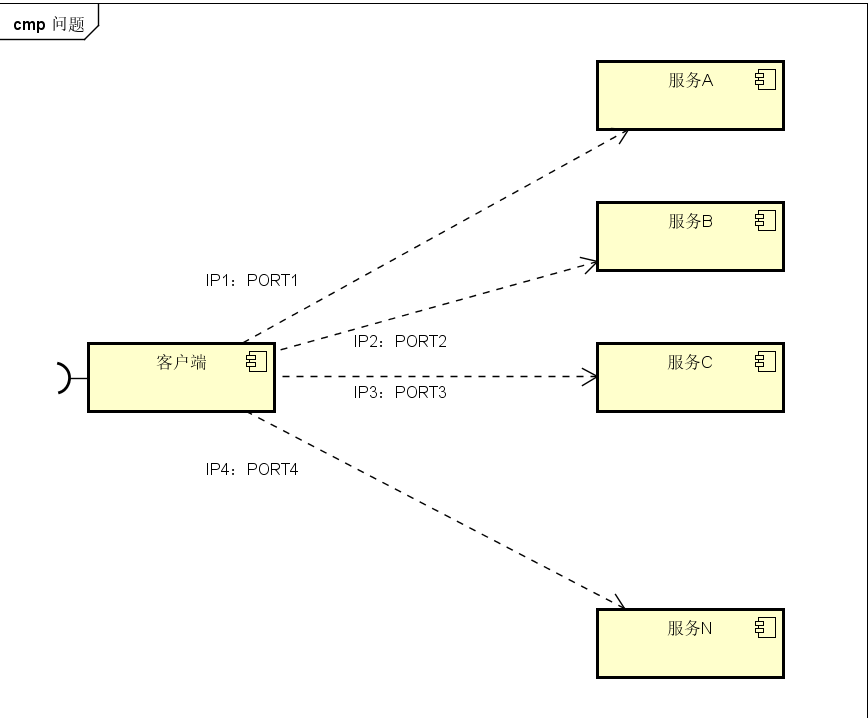 cmp 问题
服务A
服务B
IP1：PORT1
IP2：PORT2
客户端
服务C
IP3：PORT3
IP4：PORT4
服务N